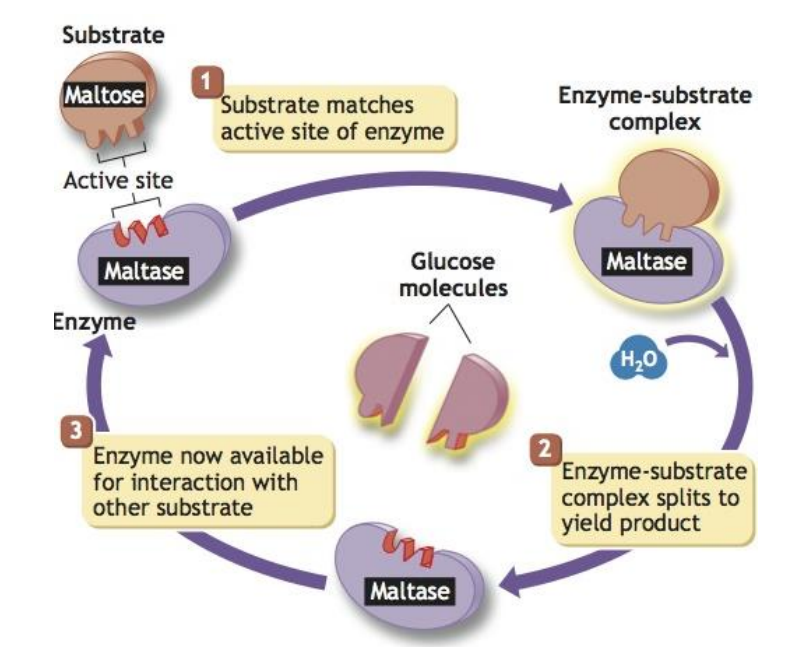 Substrate
Maltose
Active site
Maltase
Enzyme
1
Substrate matches
active site of enzyme
Enzyme-substrate
complex
Maltase
H₂O
Glucose
molecules
2
Enzyme-substrate
complex splits to
yield product
Maltase
3
Enzyme now available
for interaction with
other substrate